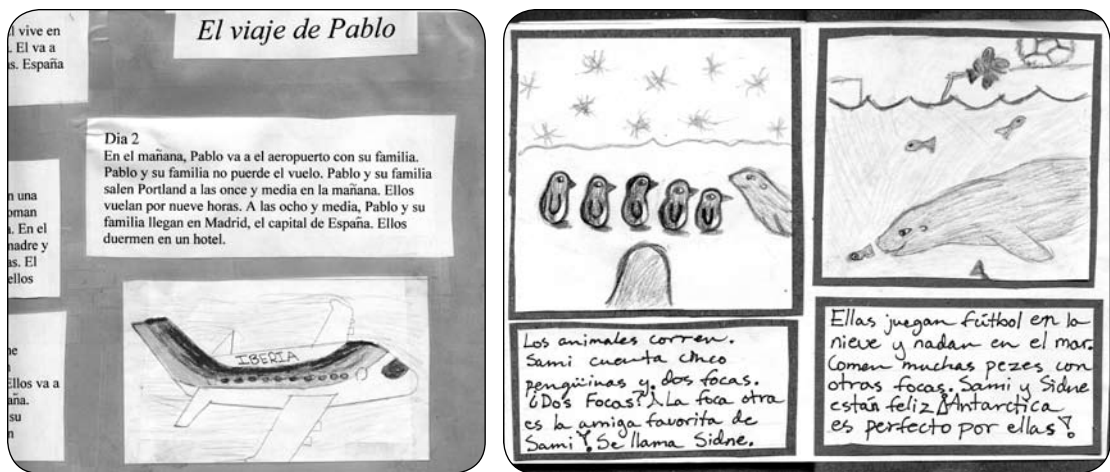 l vive en
. El va a
s. España
n una
oman
. En el
nadre y
as. El
ellos
ne
Ellos va a
aña.
su
n
El viaje de Pablo
Dia 2
En el mañana, Pablo va a el aeropuerto con su familia.
Pablo y su familia no puerde el vuelo. Pablo y su familia
salen Portland a las once y media en la mañana. Ellos
vuelan por nueve horas. A las ocho y media, Pablo y su
familia llegan en Madrid, el capital de España. Ellos
duermen en un hotel.
IBERIA
Los animales corren.
Sami cuenta cinco
pengüinas y dos focas.
¿Dos Focas? ¡La foca otra
es la amiga favorita de
Sami! Se llama Sidne.
Ellas juegan fútbol en la
nieve y nadan en el mar.
Comen muchas pezes con
otras focas. Sami y Sidne
están feliz ¡Antarctica
es perfecto por ellas!